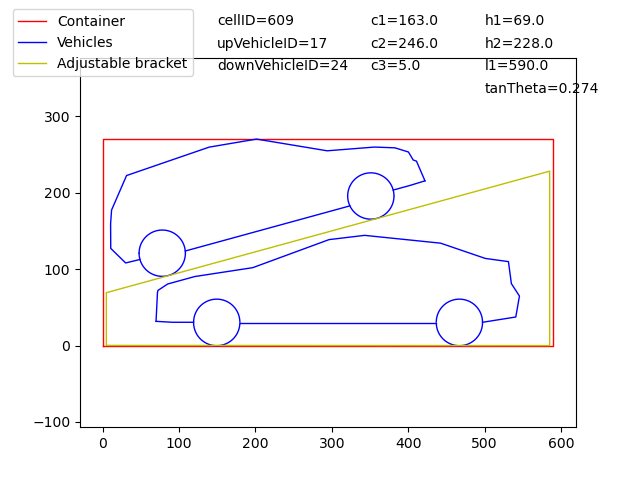 Container
Vehicles
Adjustable bracket
cellID=609
upVehicleID=17
downVehicleID=24
c1=163.0
c2=246.0
c3=5.0
h1=69.0
h2=228.0
l1=590.0
tanTheta=0.274
300
200
100
0
−100
0 100 200 300 400 500 600